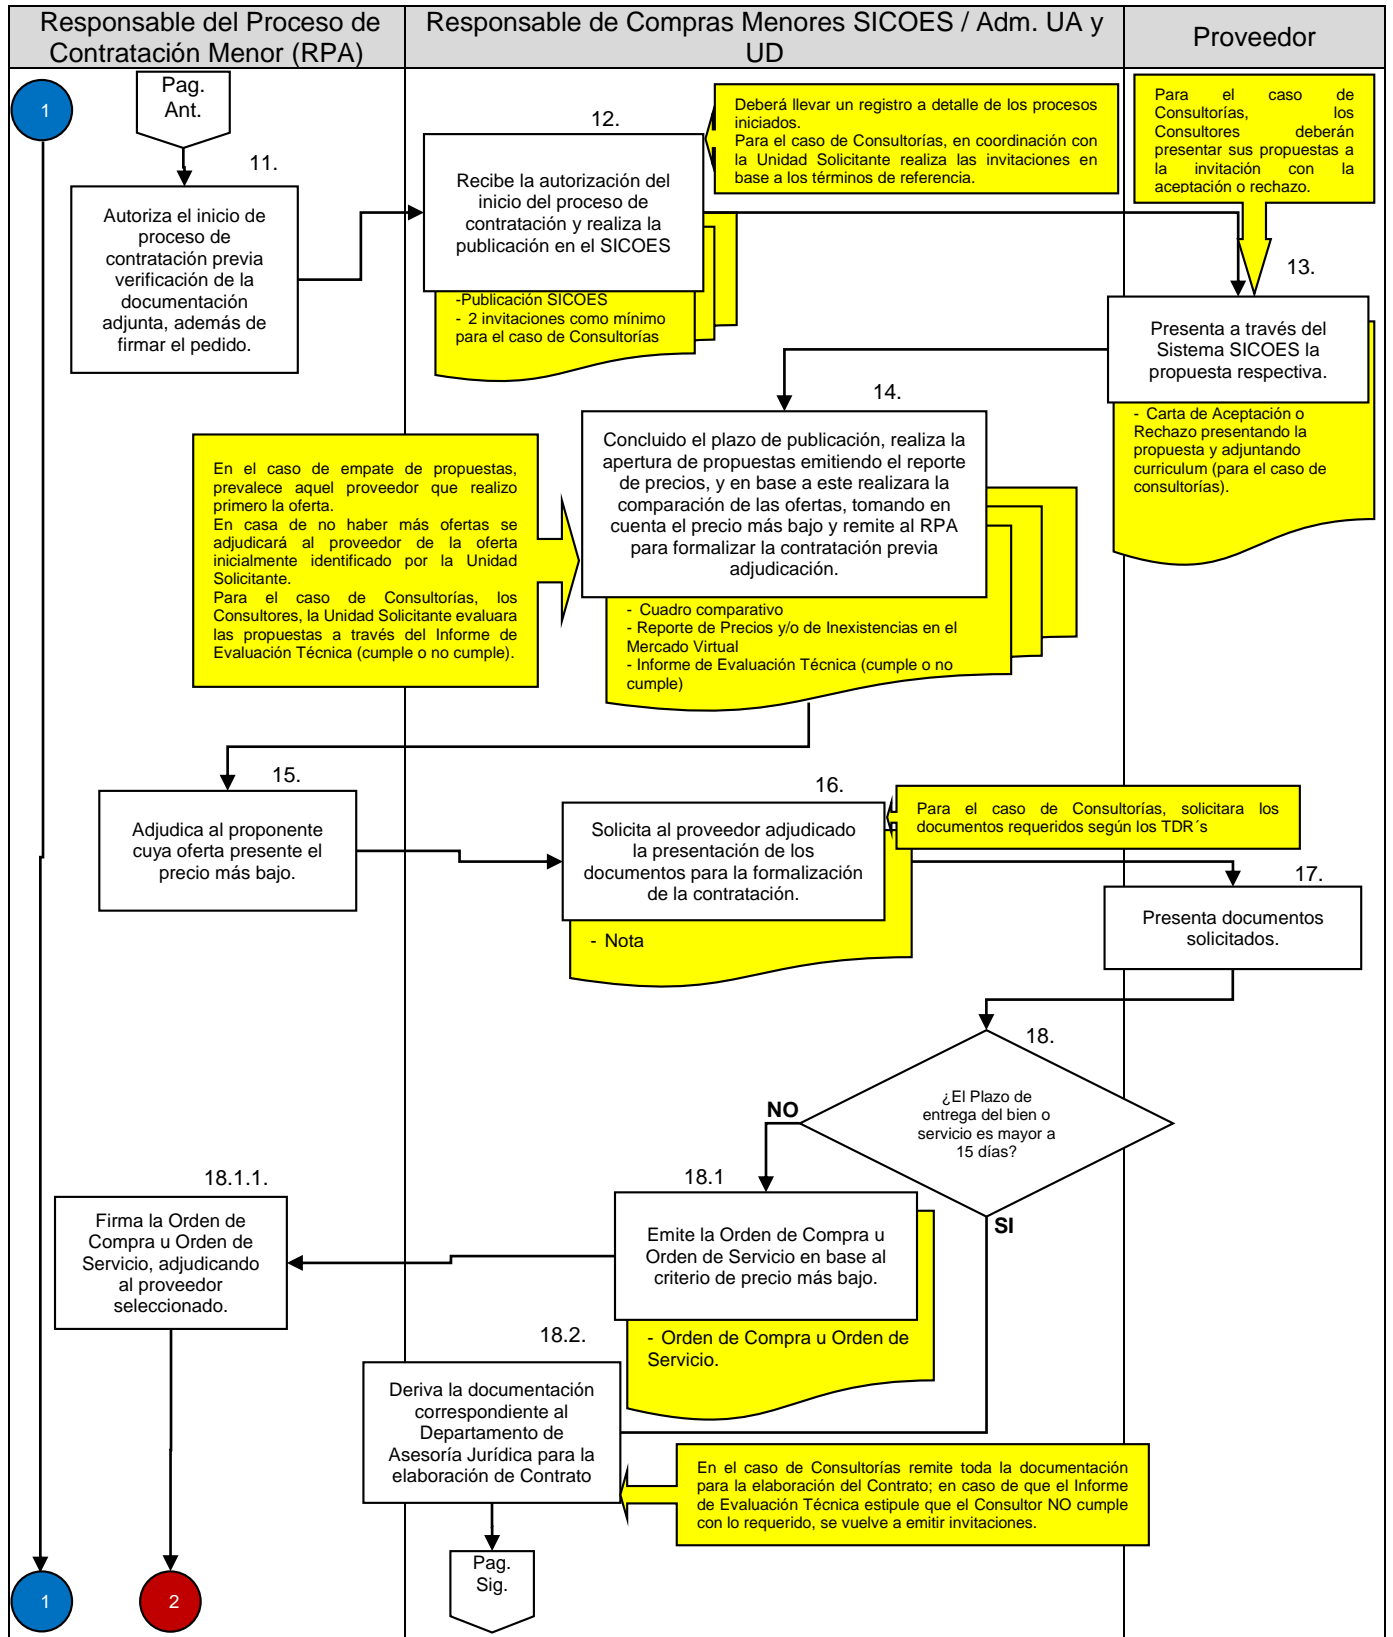 Responsable del Proceso de
Contratación Menor (RPA)
Responsable de Compras Menores SICOES / Adm. UA y
UD
Proveedor
1
Pag.
Ant.
11.
Autoriza el inicio de
proceso de
contratación previa
verificación de la
documentación
adjunta, además de
firmar el pedido.
12.
Deberá llevar un registro a detalle de los procesos
iniciados.
Para el caso de Consultorías, en coordinación con
la Unidad Solicitante realiza las invitaciones en
base a los términos de referencia.
Recibe la autorización del
inicio del proceso de
contratación y realiza la
publicación en el SICOES
-Publicación SICOES
- 2 invitaciones como mínimo
para el caso de Consultorías
Para el caso de
Consultorías, los
Consultores deberán
presentar sus propuestas a
la invitación con la
aceptación o rechazo.
13.
Presenta a través del
Sistema SICOES la
propuesta respectiva.
- Carta de Aceptación o
Rechazo presentando la
propuesta y adjuntando
curriculum (para el caso de
consultorías).
14.
Concluido el plazo de publicación, realiza la
apertura de propuestas emitiendo el reporte
de precios, y en base a este realizara la
comparación de las ofertas, tomando en
cuenta el precio más bajo y remite al RPA
para formalizar la contratación previa
adjudicación.
- Cuadro comparativo
- Reporte de Precios y/o de Inexistencias en el
Mercado Virtual
- Informe de Evaluación Técnica (cumple o no
cumple)
En el caso de empate de propuestas,
prevalece aquel proveedor que realizo
primero la oferta.
En casa de no haber más ofertas se
adjudicará al proveedor de la oferta
inicialmente identificado por la Unidad
Solicitante.
Para el caso de Consultorías, los
Consultores, la Unidad Solicitante evaluara
las propuestas a través del Informe de
Evaluación Técnica (cumple o no cumple).
15.
Adjudica al proponente
cuya oferta presente el
precio más bajo.
16.
Solicita al proveedor adjudicado
la presentación de los
documentos para la formalización
de la contratación.
- Nota
Para el caso de Consultorías, solicitara los
documentos requeridos según los TDR´s
17.
Presenta documentos
solicitados.
18.
¿El Plazo de
entrega del bien o
servicio es mayor a
15 días?
NO
SI
18.1
Emite la Orden de Compra u
Orden de Servicio en base al
criterio de precio más bajo.
- Orden de Compra u Orden de
Servicio.
18.1.1.
Firma la Orden de
Compra u Orden de
Servicio, adjudicando
al proveedor
seleccionado.
18.2.
Deriva la documentación
correspondiente al
Departamento de
Asesoría Jurídica para la
elaboración de Contrato
En el caso de Consultorías remite toda la documentación
para la elaboración del Contrato; en caso de que el Informe
de Evaluación Técnica estipule que el Consultor NO cumple
con lo requerido, se vuelve a emitir invitaciones.
Pag.
Sig.
1
2